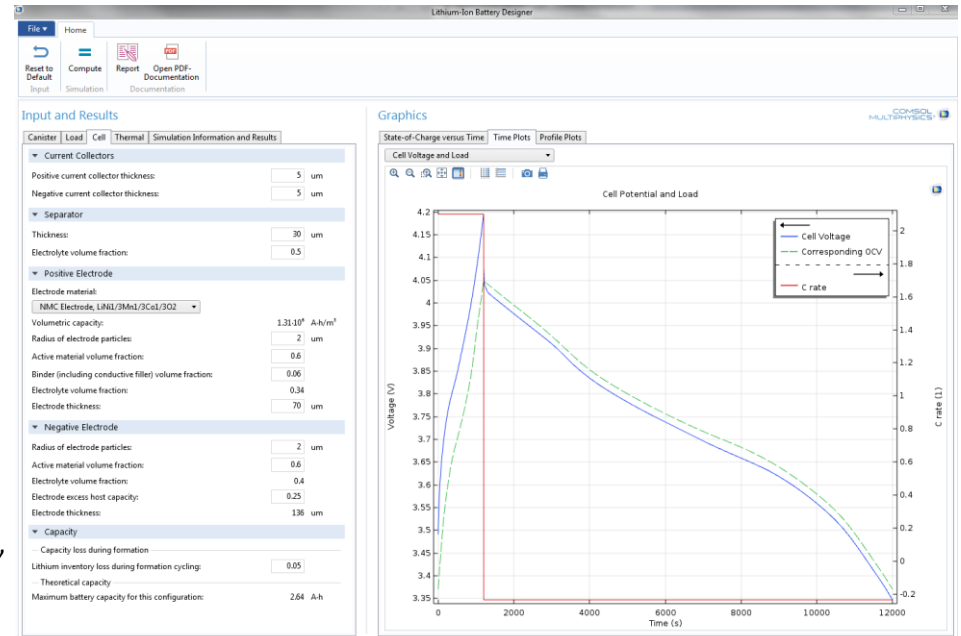 Lithium-Ion Battery Designer
File Home
Reset to Default Compute Report Open PDF-Documentation
Input Simulation Documentation
Input and Results
Canister Load Cell Thermal Simulation Information and Results
Current Collectors
Positive current collector thickness: 5 um
Negative current collector thickness: 5 um
Separator
Thickness: 30 um
Electrolyte volume fraction: 0.5
Positive Electrode
Electrode material:
NMC Electrode, LiNi1/3Mn1/3Co1/3O2
Volumetric capacity: 1.31·10⁶ A·h/m³
Radius of electrode particles: 2 um
Active material volume fraction: 0.6
Binder (including conductive filler) volume fraction: 0.06
Electrolyte volume fraction: 0.34
Electrode thickness: 70 um
Negative Electrode
Radius of electrode particles: 2 um
Active material volume fraction: 0.6
Electrolyte volume fraction: 0.4
Electrode excess host capacity: 0.25
Electrode thickness: 136 um
Capacity
Capacity loss during formation
Lithium inventory loss during formation cycling: 0.05
Theoretical capacity
Maximum battery capacity for this configuration: 2.64 A·h
Graphics
COMSOL
MULTIPHYSICS®
State-of-Charge versus Time Time Plots Profile Plots
Cell Voltage and Load
Cell Potential and Load
Cell Voltage
Corresponding OCV
C rate
Voltage (V)
4.2
4.15
4.1
4.05
4
3.95
3.9
3.85
3.8
3.75
3.7
3.65
3.6
3.55
3.5
3.45
3.4
3.35
C rate (1)
2
1.8
1.6
1.4
1.2
1
0.8
0.6
0.4
0.2
0
-0.2
0 2000 4000 6000 8000 10000 12000
Time (s)